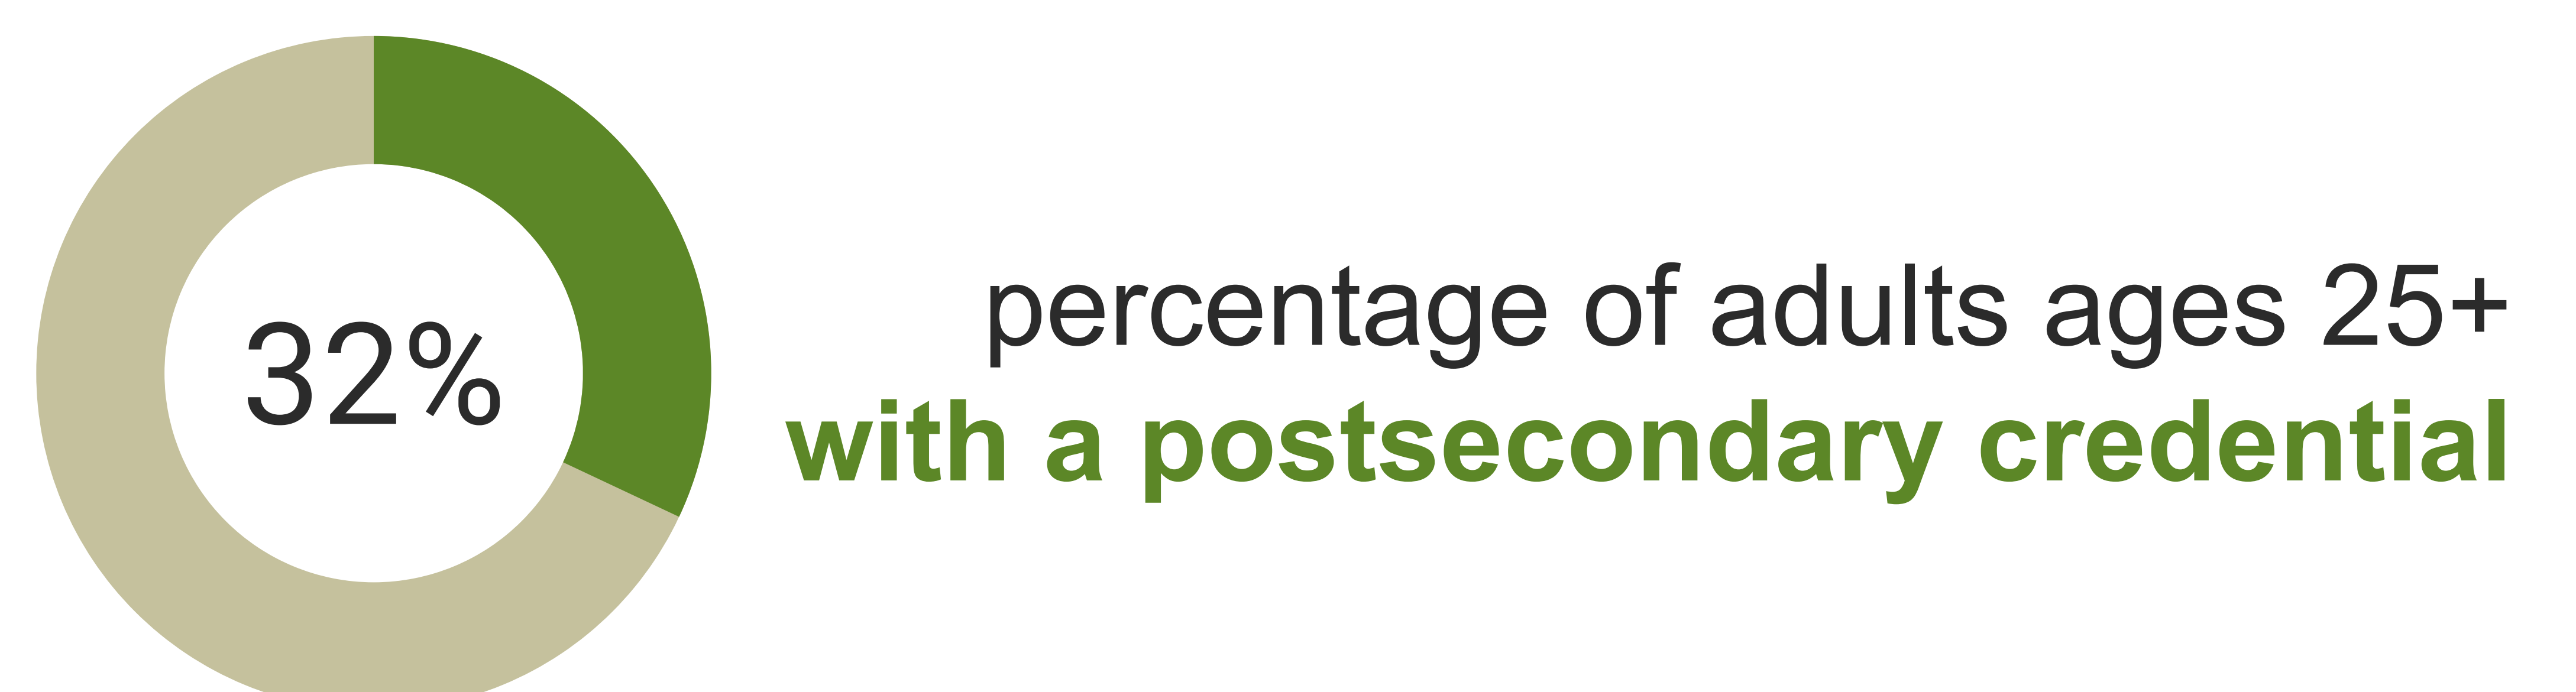 32%
percentage of adults ages 25+
with a postsecondary credential